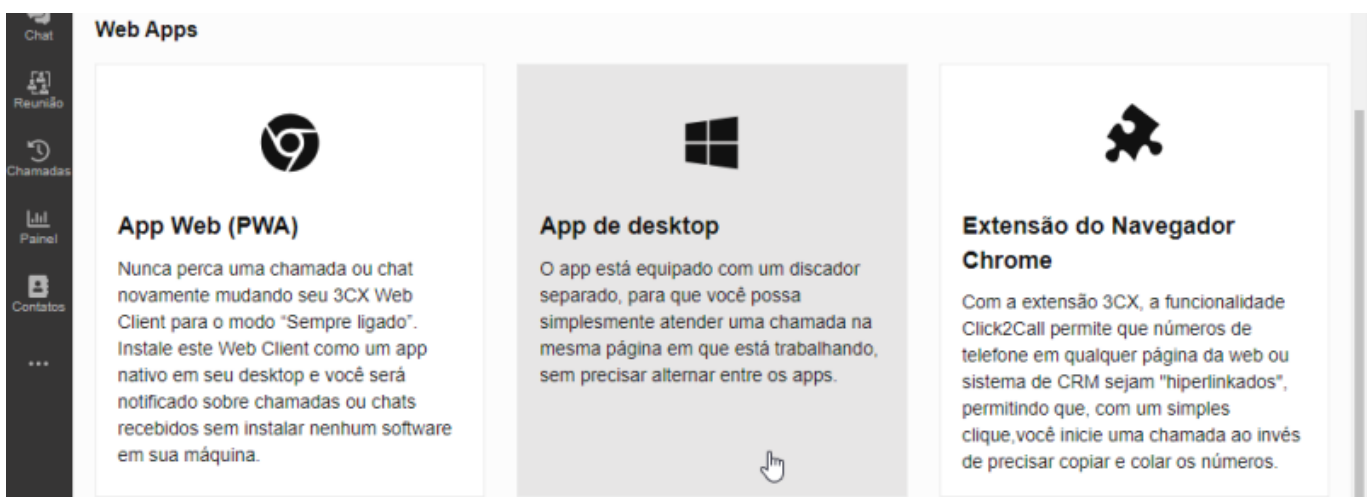 Chat
Reunião
Chamadas
Painel
Contatos
Web Apps
App Web (PWA)
Nunca perca uma chamada ou chat
novamente mudando seu 3CX Web
Client para o modo “Sempre ligado”.
Instale este Web Client como um app
nativo em seu desktop e você será
notificado sobre chamadas ou chats
recebidos sem instalar nenhum software
em sua máquina.
App de desktop
O app está equipado com um discador
separado, para que você possa
simplesmente atender uma chamada na
mesma página em que está trabalhando,
sem precisar alternar entre os apps.
Extensão do Navegador
Chrome
Com a extensão 3CX, a funcionalidade
Click2Call permite que números de
telefone em qualquer página da web ou
sistema de CRM sejam "hiperlinkados",
permitindo que, com um simples
clique,você inicie uma chamada ao invés
de precisar copiar e colar os números.